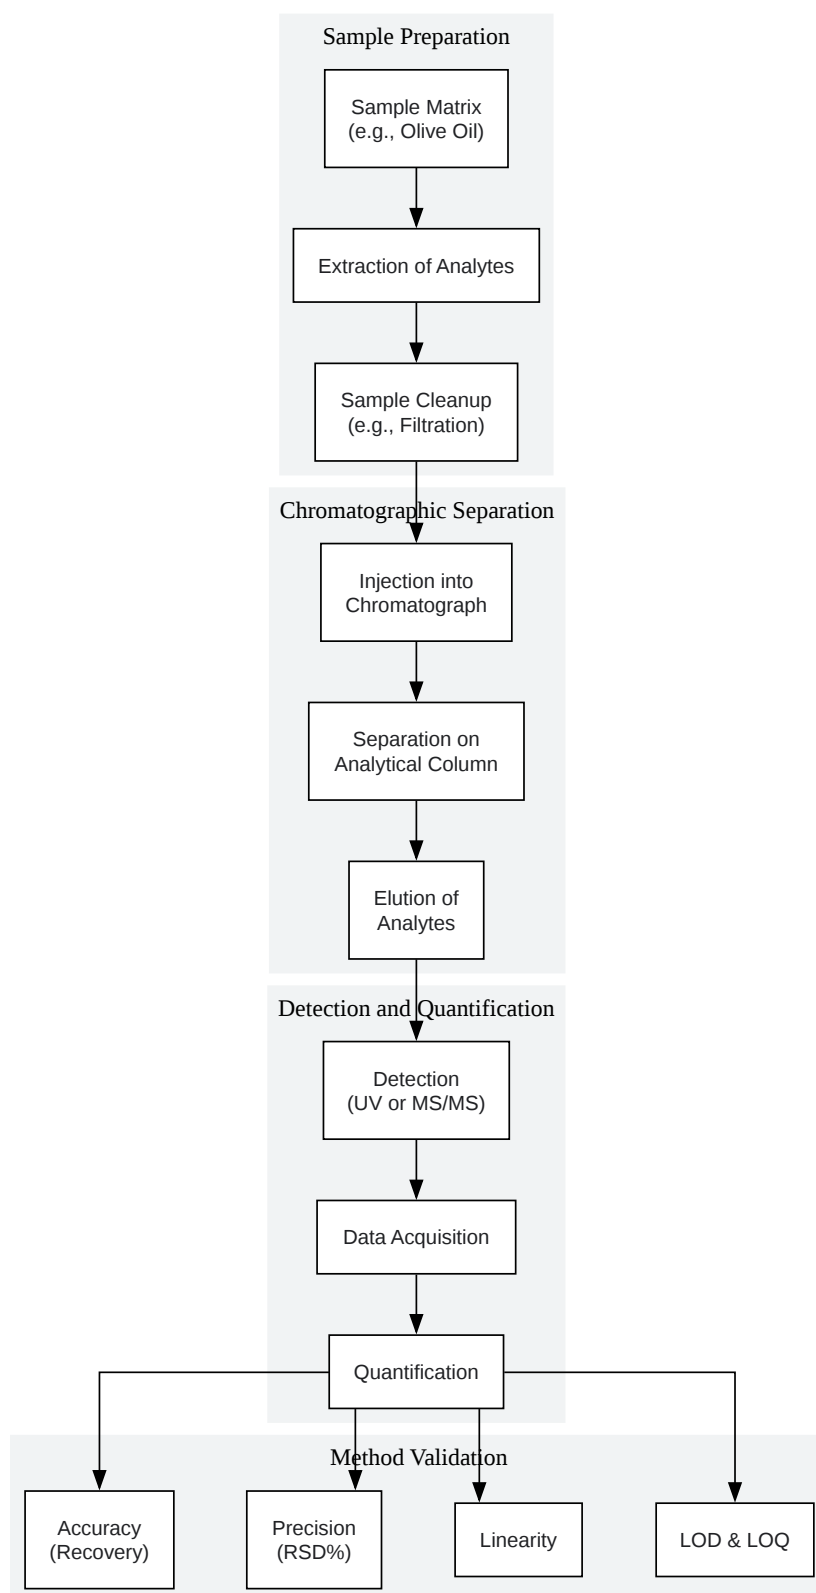 Sample Preparation
Sample Matrix
(e.g., Olive Oil)
Extraction of Analytes
Sample Cleanup
(e.g., Filtration)
Chromatographic Separation
Injection into
Chromatograph
Separation on
Analytical Column
Elution of
Analytes
Detection and Quantification
Detection
(UV or MS/MS)
Data Acquisition
Quantification
Method Validation
Accuracy
(Recovery)
Precision
(RSD%)
Linearity
LOD & LOQ